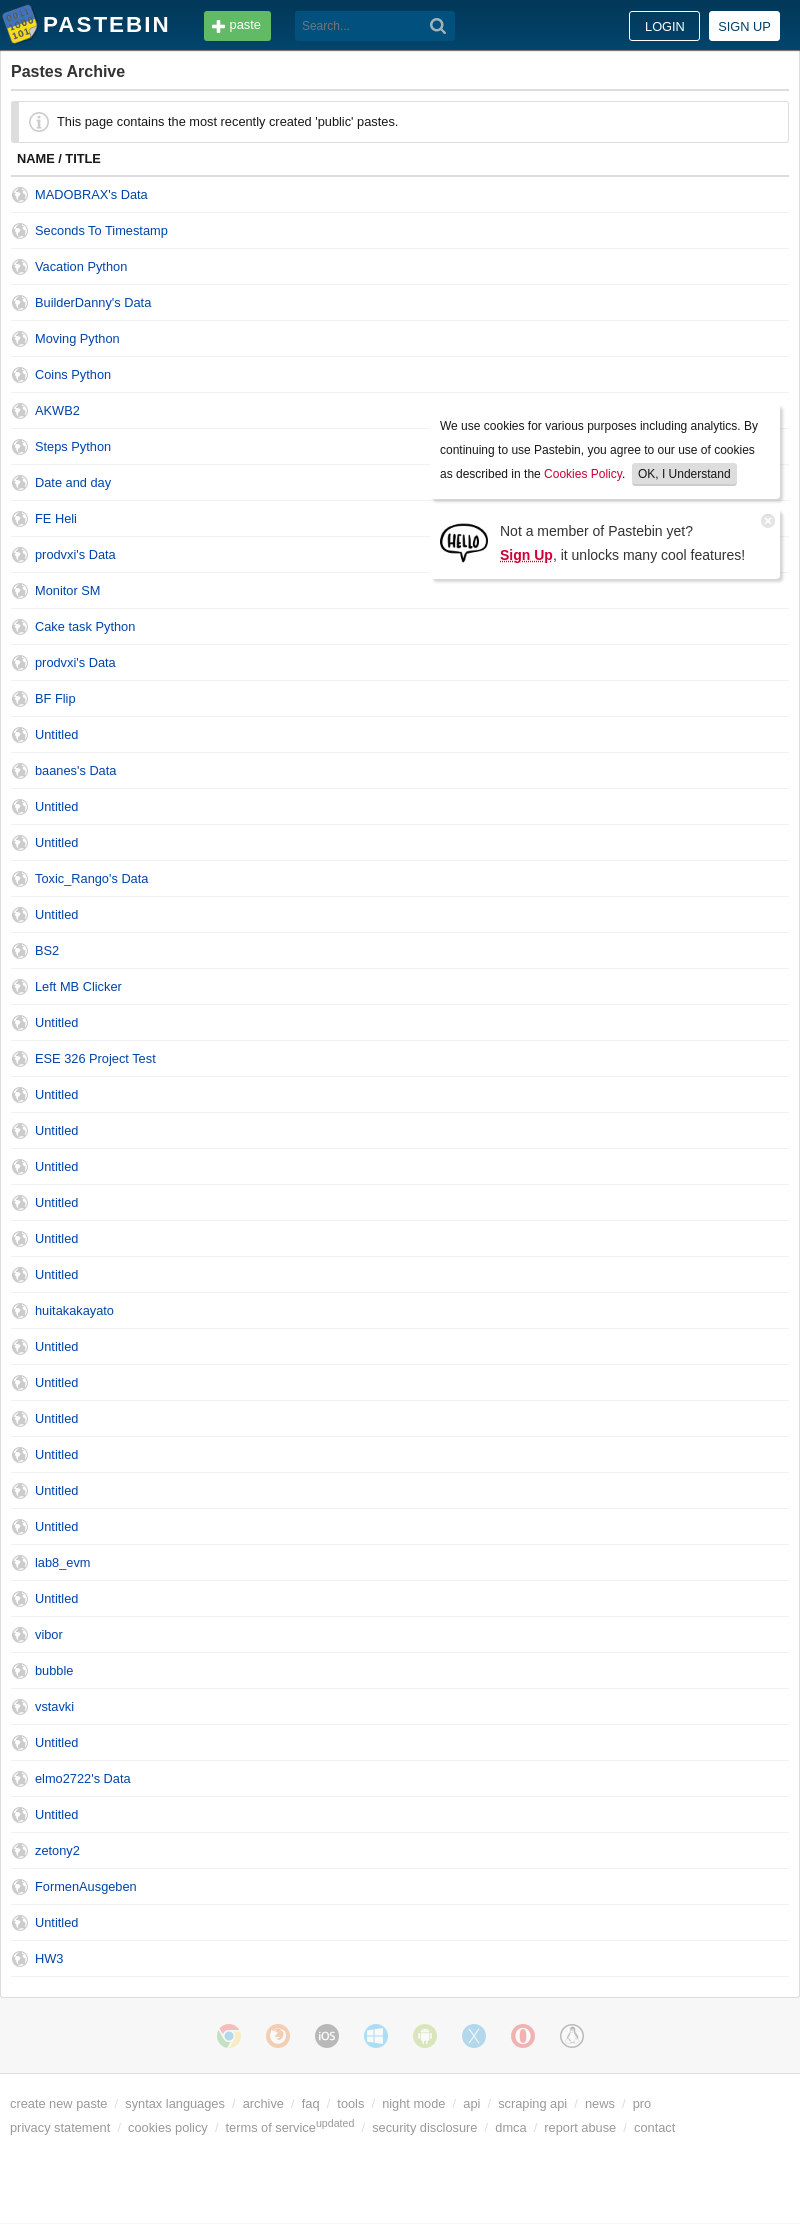 PASTEBIN
paste
Search...
LOGIN
SIGN UP
Pastes Archive
This page contains the most recently created 'public' pastes.
NAME / TITLE
MADOBRAX's Data
Seconds To Timestamp
Vacation Python
BuilderDanny's Data
Moving Python
Coins Python
AKWB2
Steps Python
Date and day
FE Heli
prodvxi's Data
Monitor SM
Cake task Python
prodvxi's Data
BF Flip
Untitled
baanes's Data
Untitled
Untitled
Toxic_Rango's Data
Untitled
BS2
Left MB Clicker
Untitled
ESE 326 Project Test
Untitled
Untitled
Untitled
Untitled
Untitled
Untitled
huitakakayato
Untitled
Untitled
Untitled
Untitled
Untitled
Untitled
lab8_evm
Untitled
vibor
bubble
vstavki
Untitled
elmo2722's Data
Untitled
zetony2
FormenAusgeben
Untitled
HW3
We use cookies for various purposes including analytics. By
continuing to use Pastebin, you agree to our use of cookies
as described in the Cookies Policy. OK, I Understand
HELLO
Not a member of Pastebin yet?
Sign Up, it unlocks many cool features!
iOS
create new paste / syntax languages / archive / faq / tools / night mode / api / scraping api / news / pro
privacy statement / cookies policy / terms of service updated / security disclosure / dmca / report abuse / contact